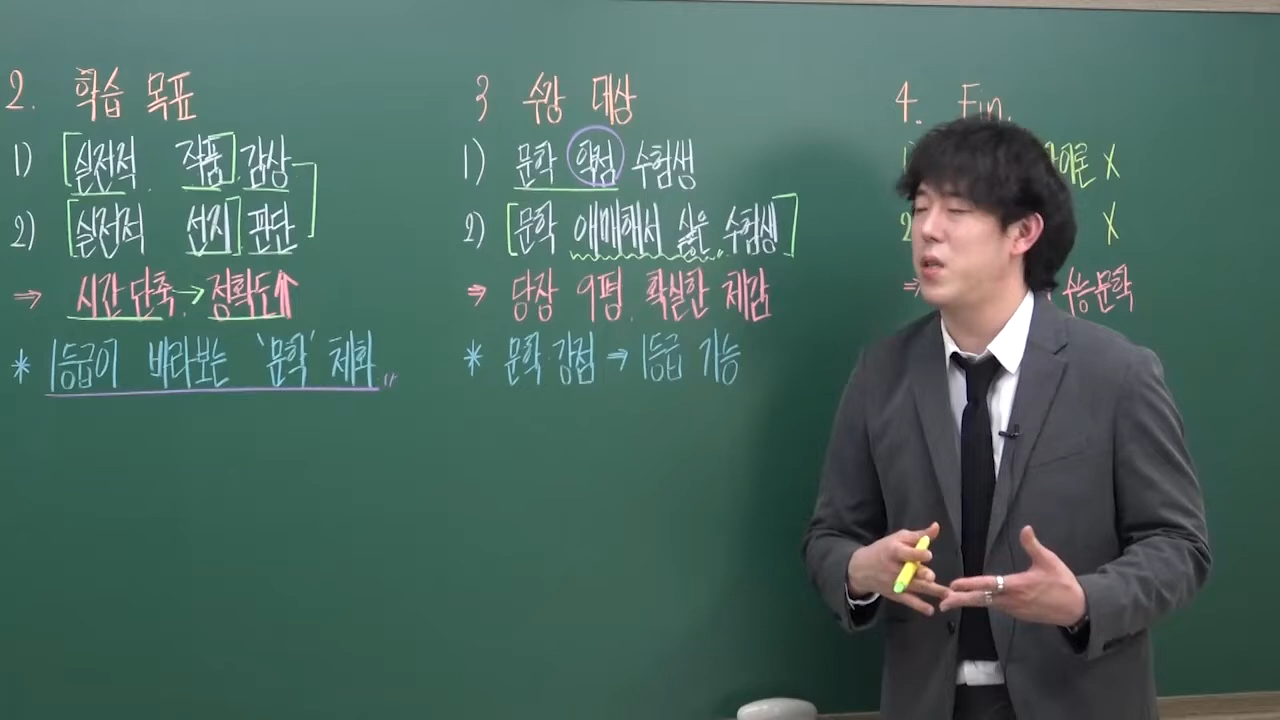 2. 학습 목표
1) [실전적 작품] 감상
2) [실전적 선지] 판단
⇒ 시간 단축 → 정확도↑
* 1등급이 바라보는 '문학' 체화
3 수강 대상
1) 문학 약점 수험생
2) [문학 애매해서 싫은 수험생]
⇒ 당장 9평 확실한 체감
* 문학 강점 ⇒ 1등급 가능
4. Fin.
이론 X
X
수능문학